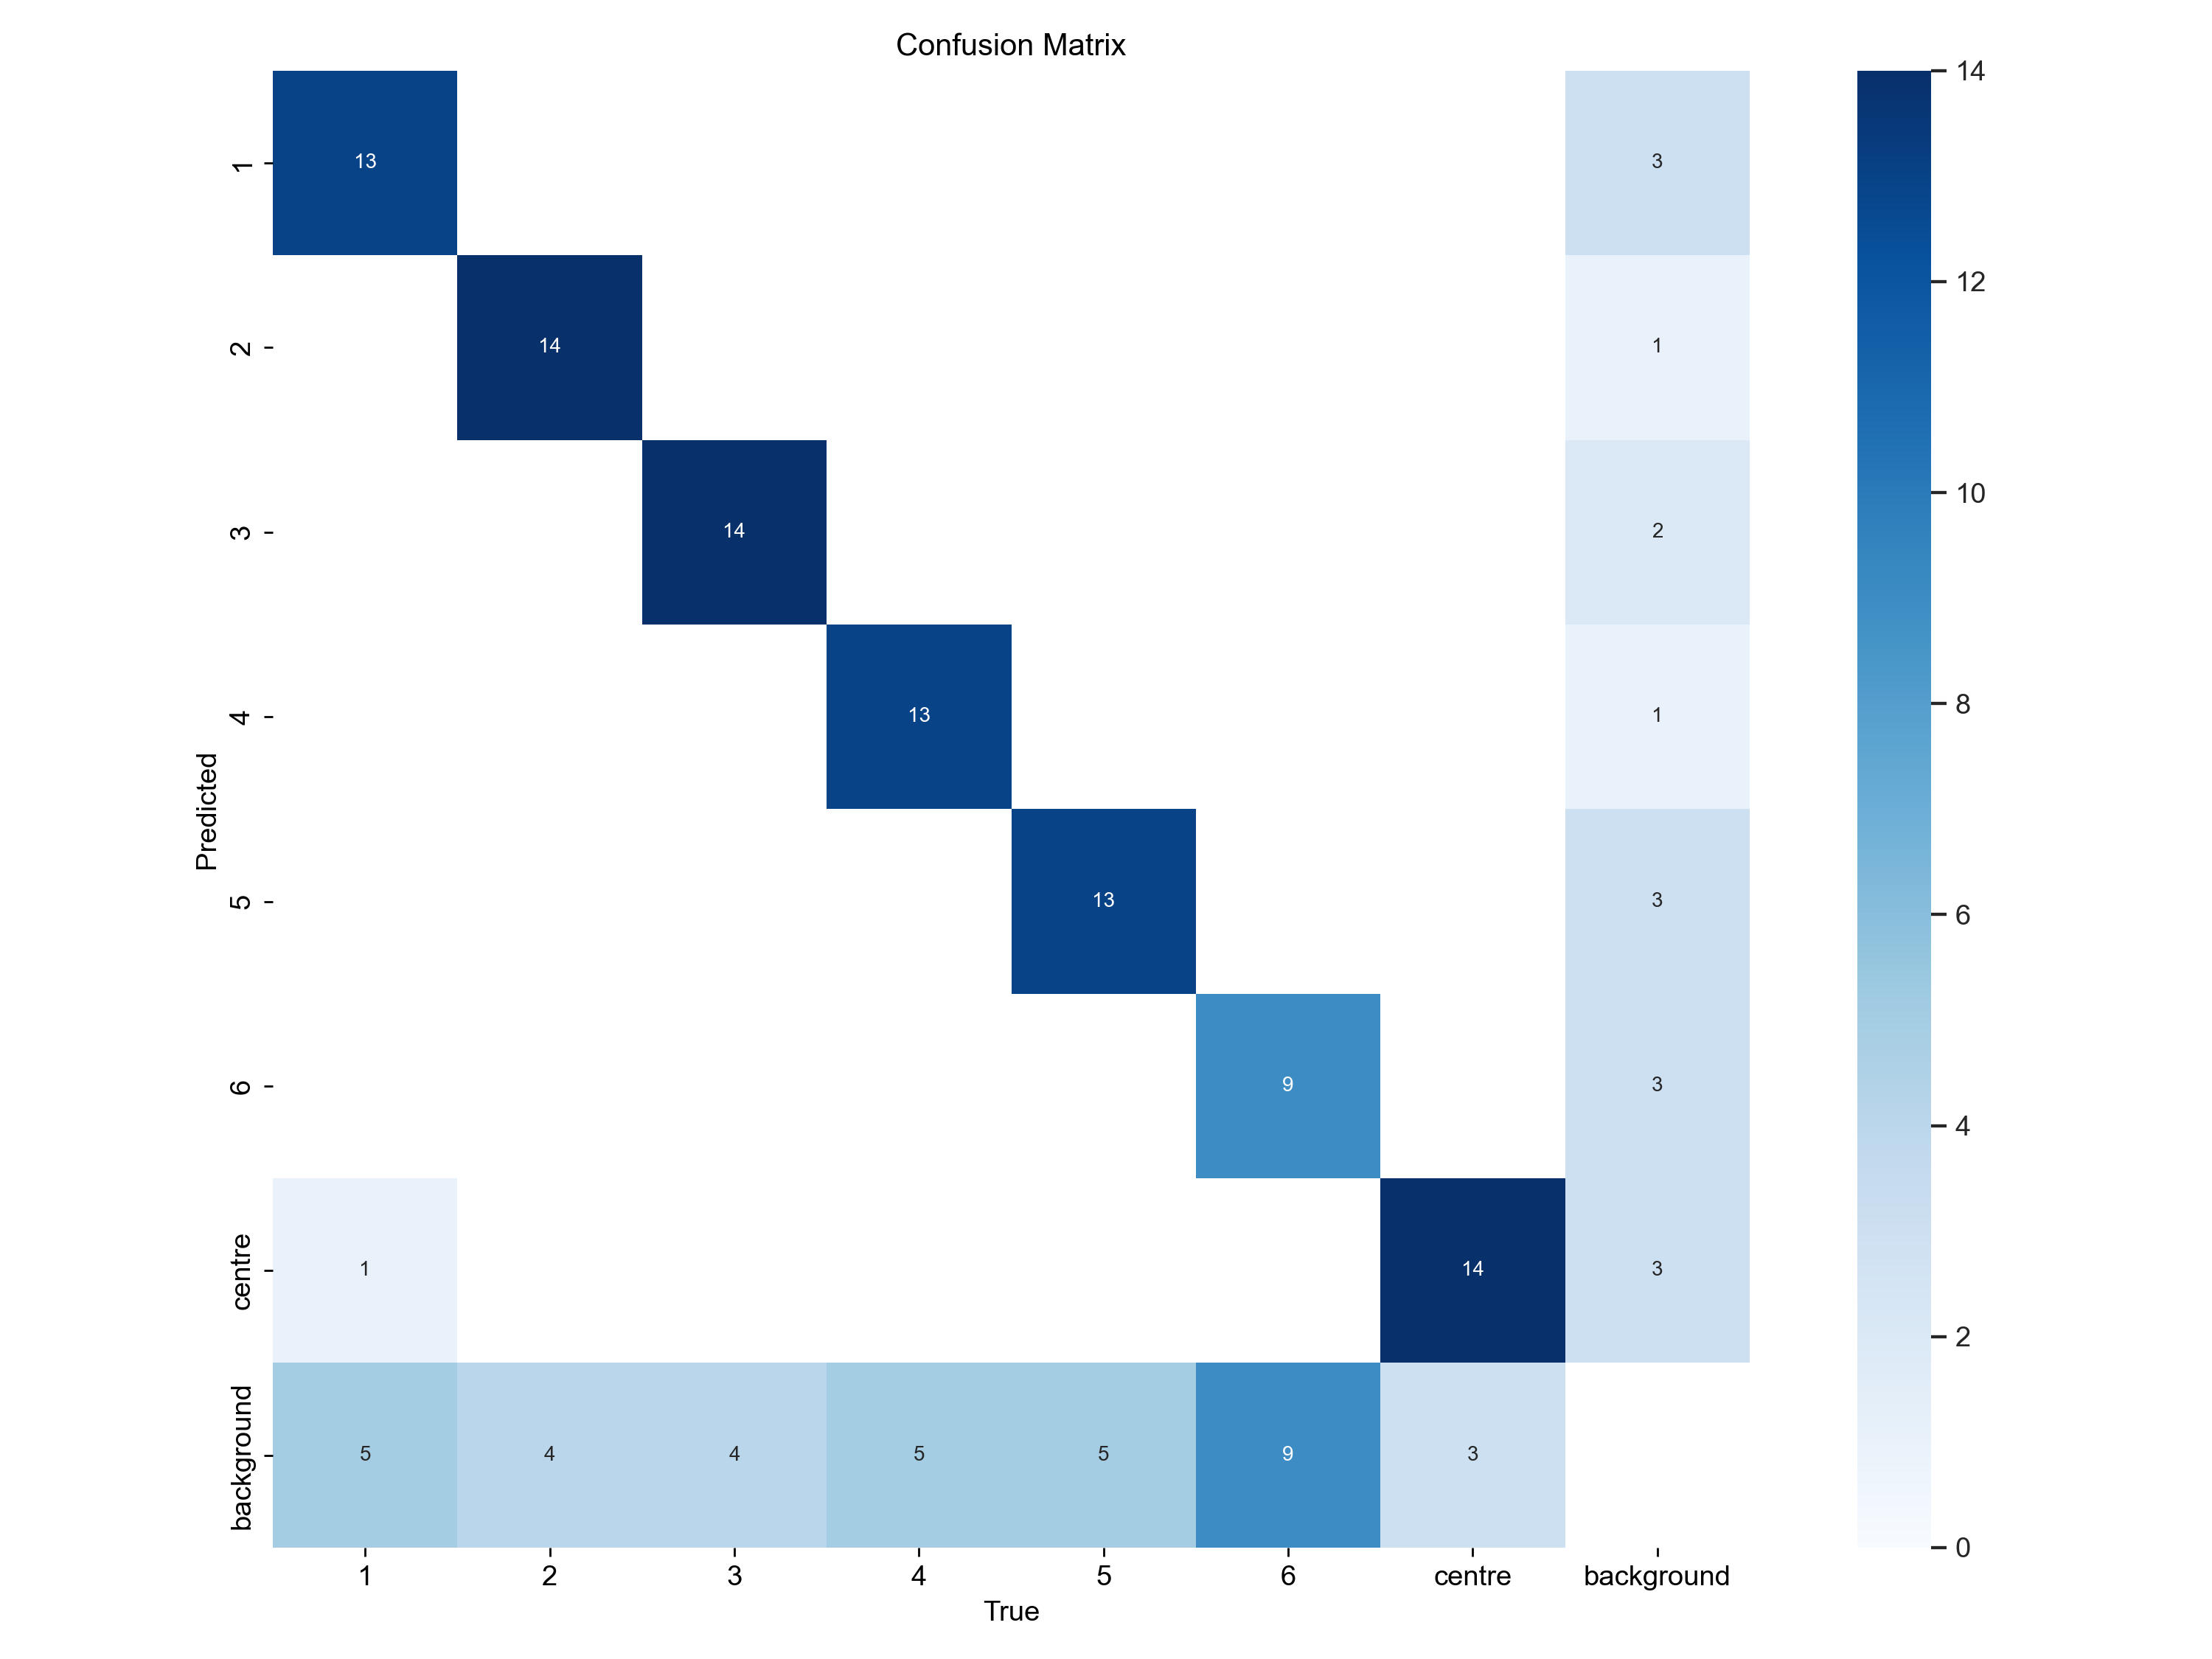 Confusion Matrix
1 13 3
2 14 1
3 14 2
4 13 1
5 13 3
6 9 3
centre 1 14 3
background 5 4 4 5 5 9 3
1 2 3 4 5 6 centre background
True
Predicted
14
12
10
8
6
4
2
0